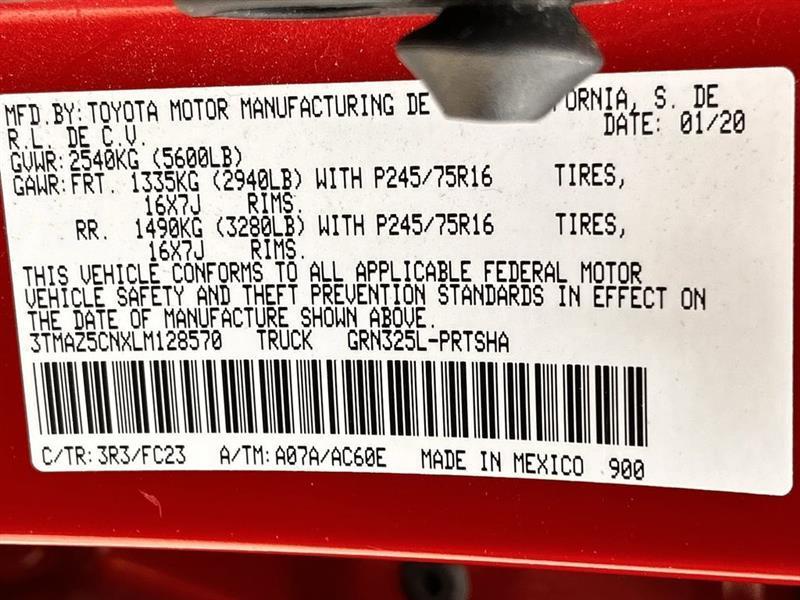 MFD.BY: TOYOTA MOTOR MANUFACTURING DE FORNIA, S. DE
R.L. DE C.V. DATE: 01/20
GVWR: 2540KG (5600LB)
GAWR: FRT. 1335KG (2940LB) WITH P245/75R16 TIRES,
16X7J RIMS.
RR. 1490KG (3280LB) WITH P245/75R16 TIRES,
16X7J RIMS.
THIS VEHICLE CONFORMS TO ALL APPLICABLE FEDERAL MOTOR
VEHICLE SAFETY AND THEFT PREVENTION STANDARDS IN EFFECT ON
THE DATE OF MANUFACTURE SHOWN ABOVE.
3TMAZ5CNXLM128570 TRUCK GRN325L-PRTSHA
C/TR: 3R3/FC23 A/TM: A07A/AC60E MADE IN MEXICO 900